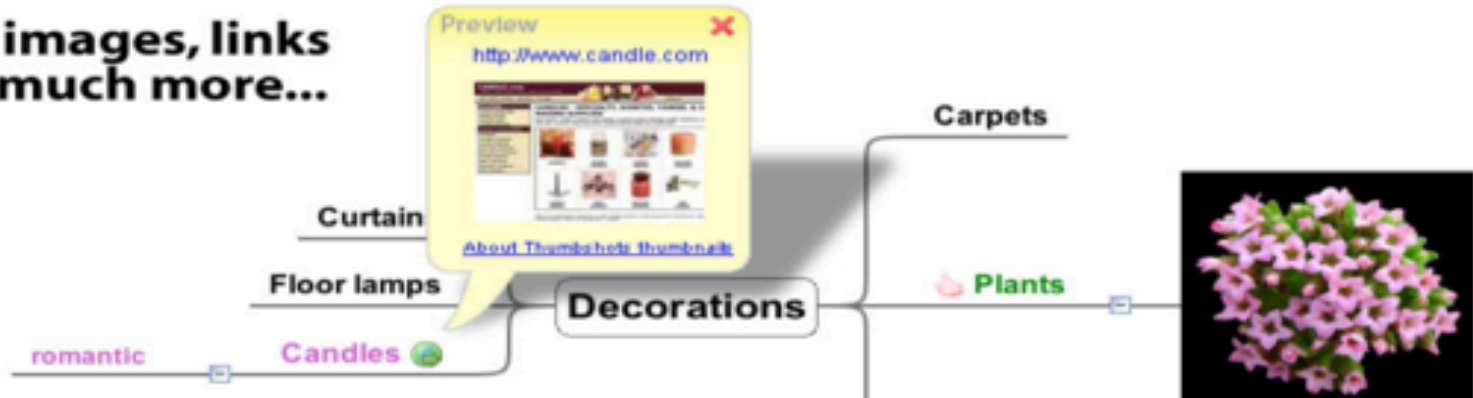 images, links
much more...
Preview
http://www.candle.com
About Thumbshots thumbnails
Carpets
Curtain
Floor lamps
Decorations
Plants
romantic
Candles